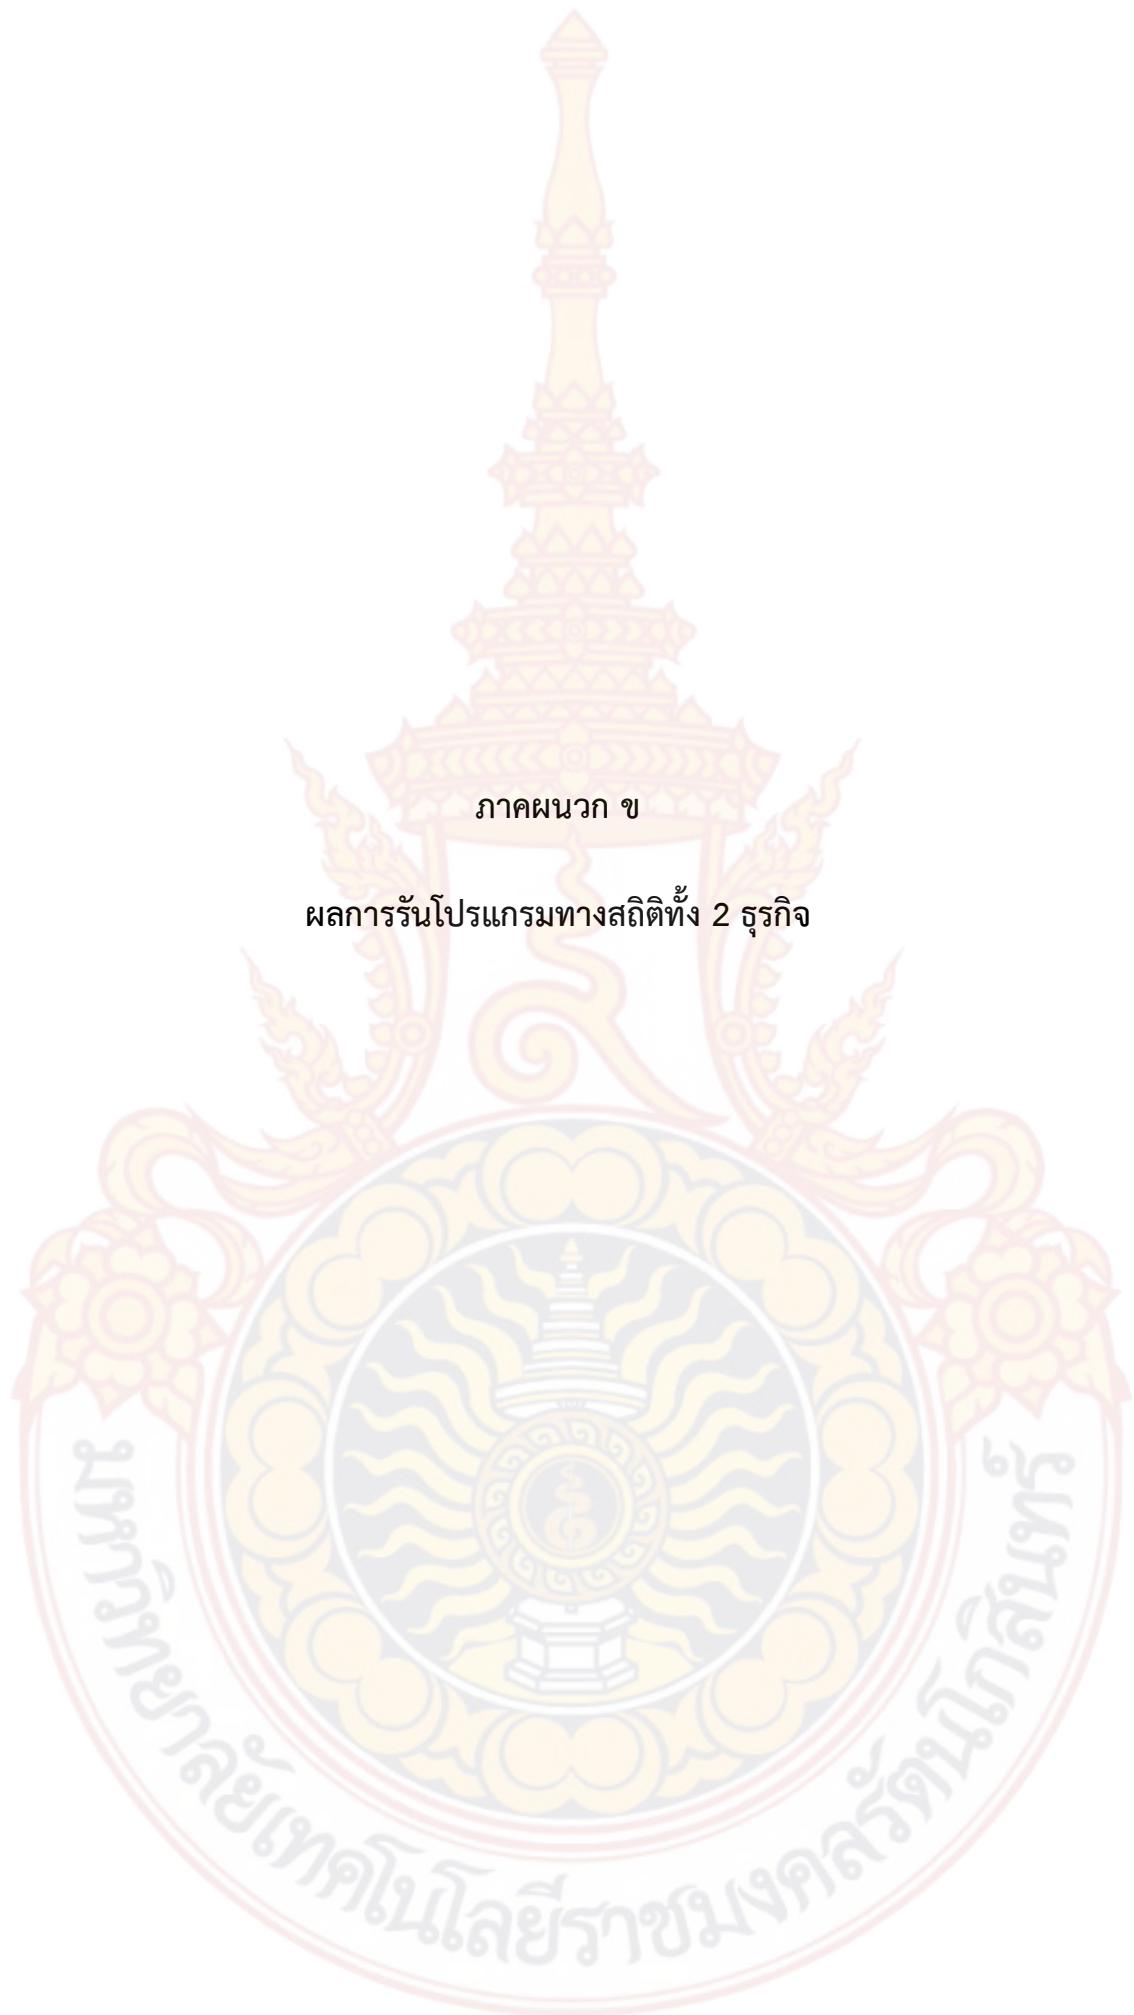 ภาคผนวก ข
ผลการรันโปรแกรมทางสถิติทั้ง 2 ธุรกิจ
มหาวิทยาลัยเทคโนโลยีราชมงคลรัตนโกสินทร์